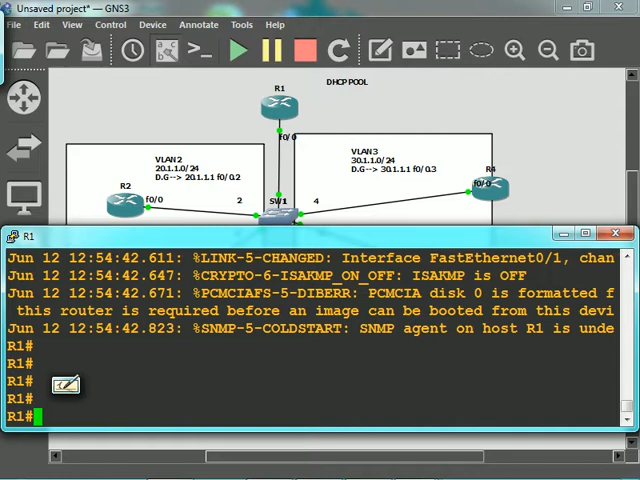 Unsaved project* — GNS3
File Edit View Control Device Annotate Tools Help
DHCP POOL
R1
f0/0
VLAN 2
20.1.1.0/24
D.G--> 20.1.1.1 f0/0.2
VLAN 3
30.1.1.0/24
D.G--> 30.1.1.1 f0/0.3
R2
f0/0
2
SW1
4
R4
f0/0
R1
Jun 12 12:54:42.611: %LINK-5-CHANGED: Interface FastEthernet0/1, chan
Jun 12 12:54:42.647: %CRYPTO-6-ISAKMP_ON_OFF: ISAKMP is OFF
Jun 12 12:54:42.671: %PCMCIAFS-5-DIBERR: PCMCIA disk 0 is formatted f
this router is required before an image can be booted from this devi
Jun 12 12:54:42.823: %SNMP-5-COLDSTART: SNMP agent on host R1 is unde
R1#
R1#
R1#
R1#
R1#